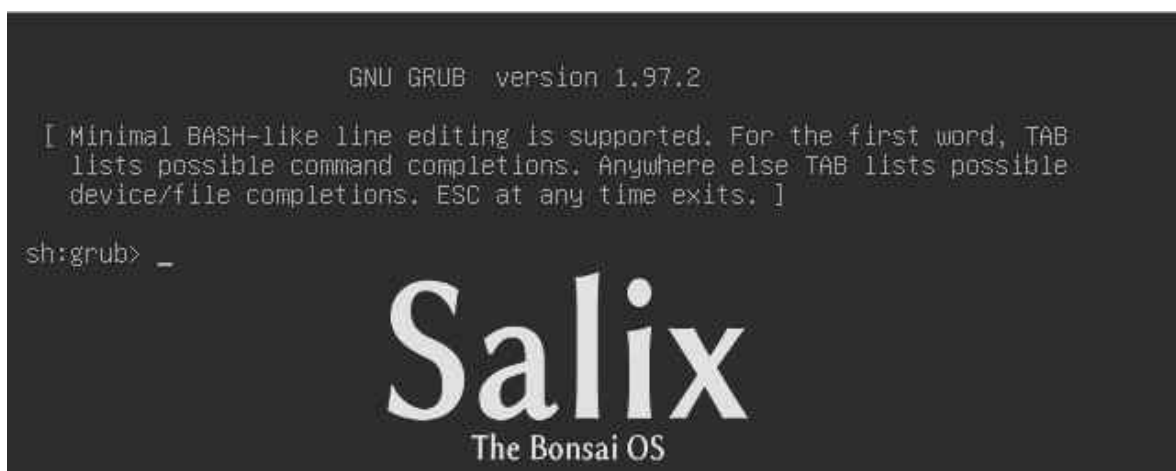 GNU GRUB version 1.97.2
[ Minimal BASH-like line editing is supported. For the first word, TAB
lists possible command completions. Anywhere else TAB lists possible
device/file completions. ESC at any time exits. ]
sh:grub> _
Salix
The Bonsai OS